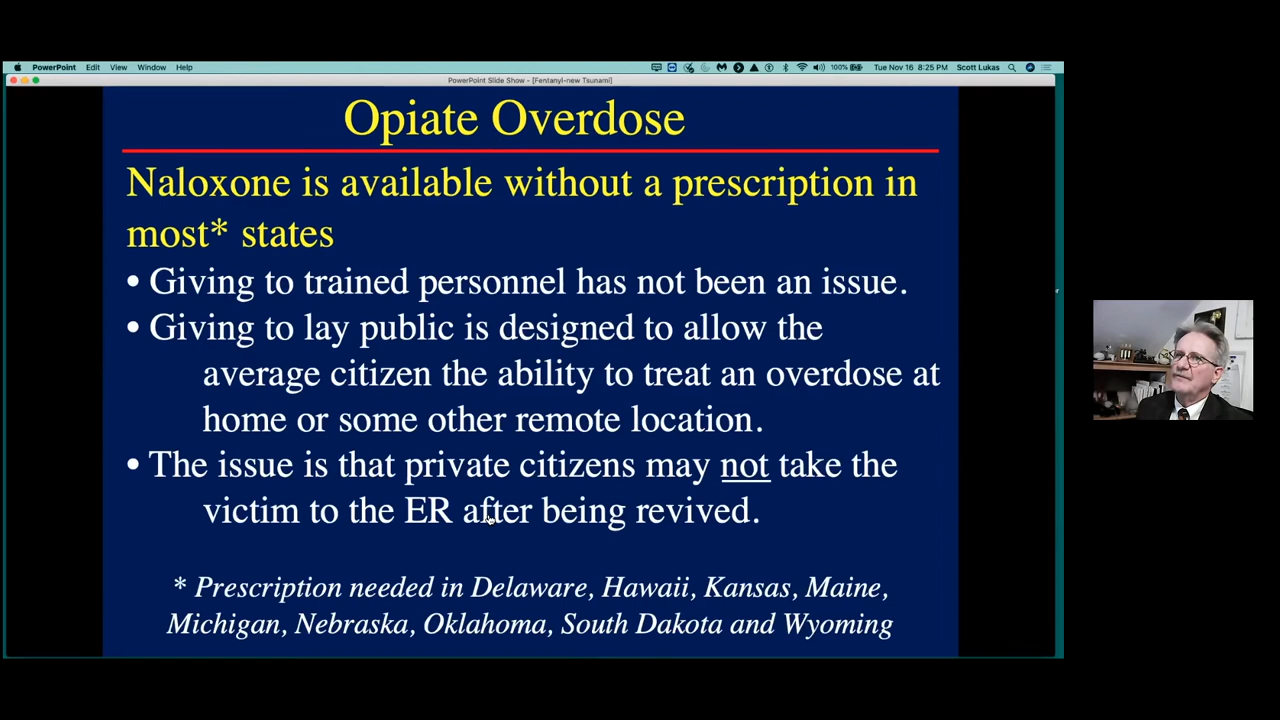 PowerPoint Edit View Window Help 100% Tue Nov 16 8:25 PM Scott Lukas
PowerPoint Slide Show - [Fentanyl-new Tsunami]
Opiate Overdose
Naloxone is available without a prescription in
most* states
• Giving to trained personnel has not been an issue.
• Giving to lay public is designed to allow the
average citizen the ability to treat an overdose at
home or some other remote location.
• The issue is that private citizens may not take the
victim to the ER after being revived.
* Prescription needed in Delaware, Hawaii, Kansas, Maine,
Michigan, Nebraska, Oklahoma, South Dakota and Wyoming